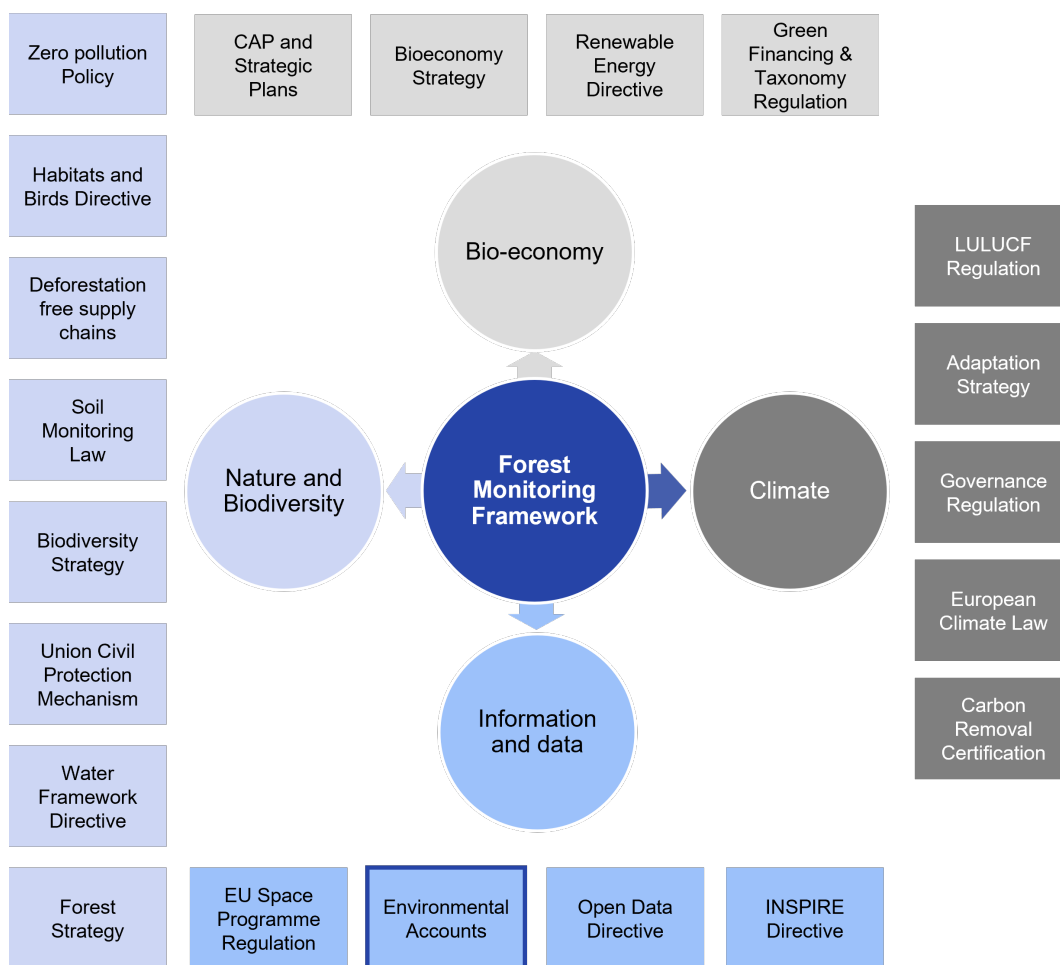 Zero pollution
Policy
CAP and
Strategic
Plans
Bioeconomy
Strategy
Renewable
Energy
Directive
Green
Financing &
Taxonomy
Regulation
Habitats and
Birds Directive
Deforestation
free supply
chains
Soil
Monitoring
Law
Biodiversity
Strategy
Union Civil
Protection
Mechanism
Water
Framework
Directive
Forest
Strategy
Bio-economy
Nature and
Biodiversity
Forest
Monitoring
Framework
Climate
Information
and data
LULUCF
Regulation
Adaptation
Strategy
Governance
Regulation
European
Climate Law
Carbon
Removal
Certification
EU Space
Programme
Regulation
Environmental
Accounts
Open Data
Directive
INSPIRE
Directive